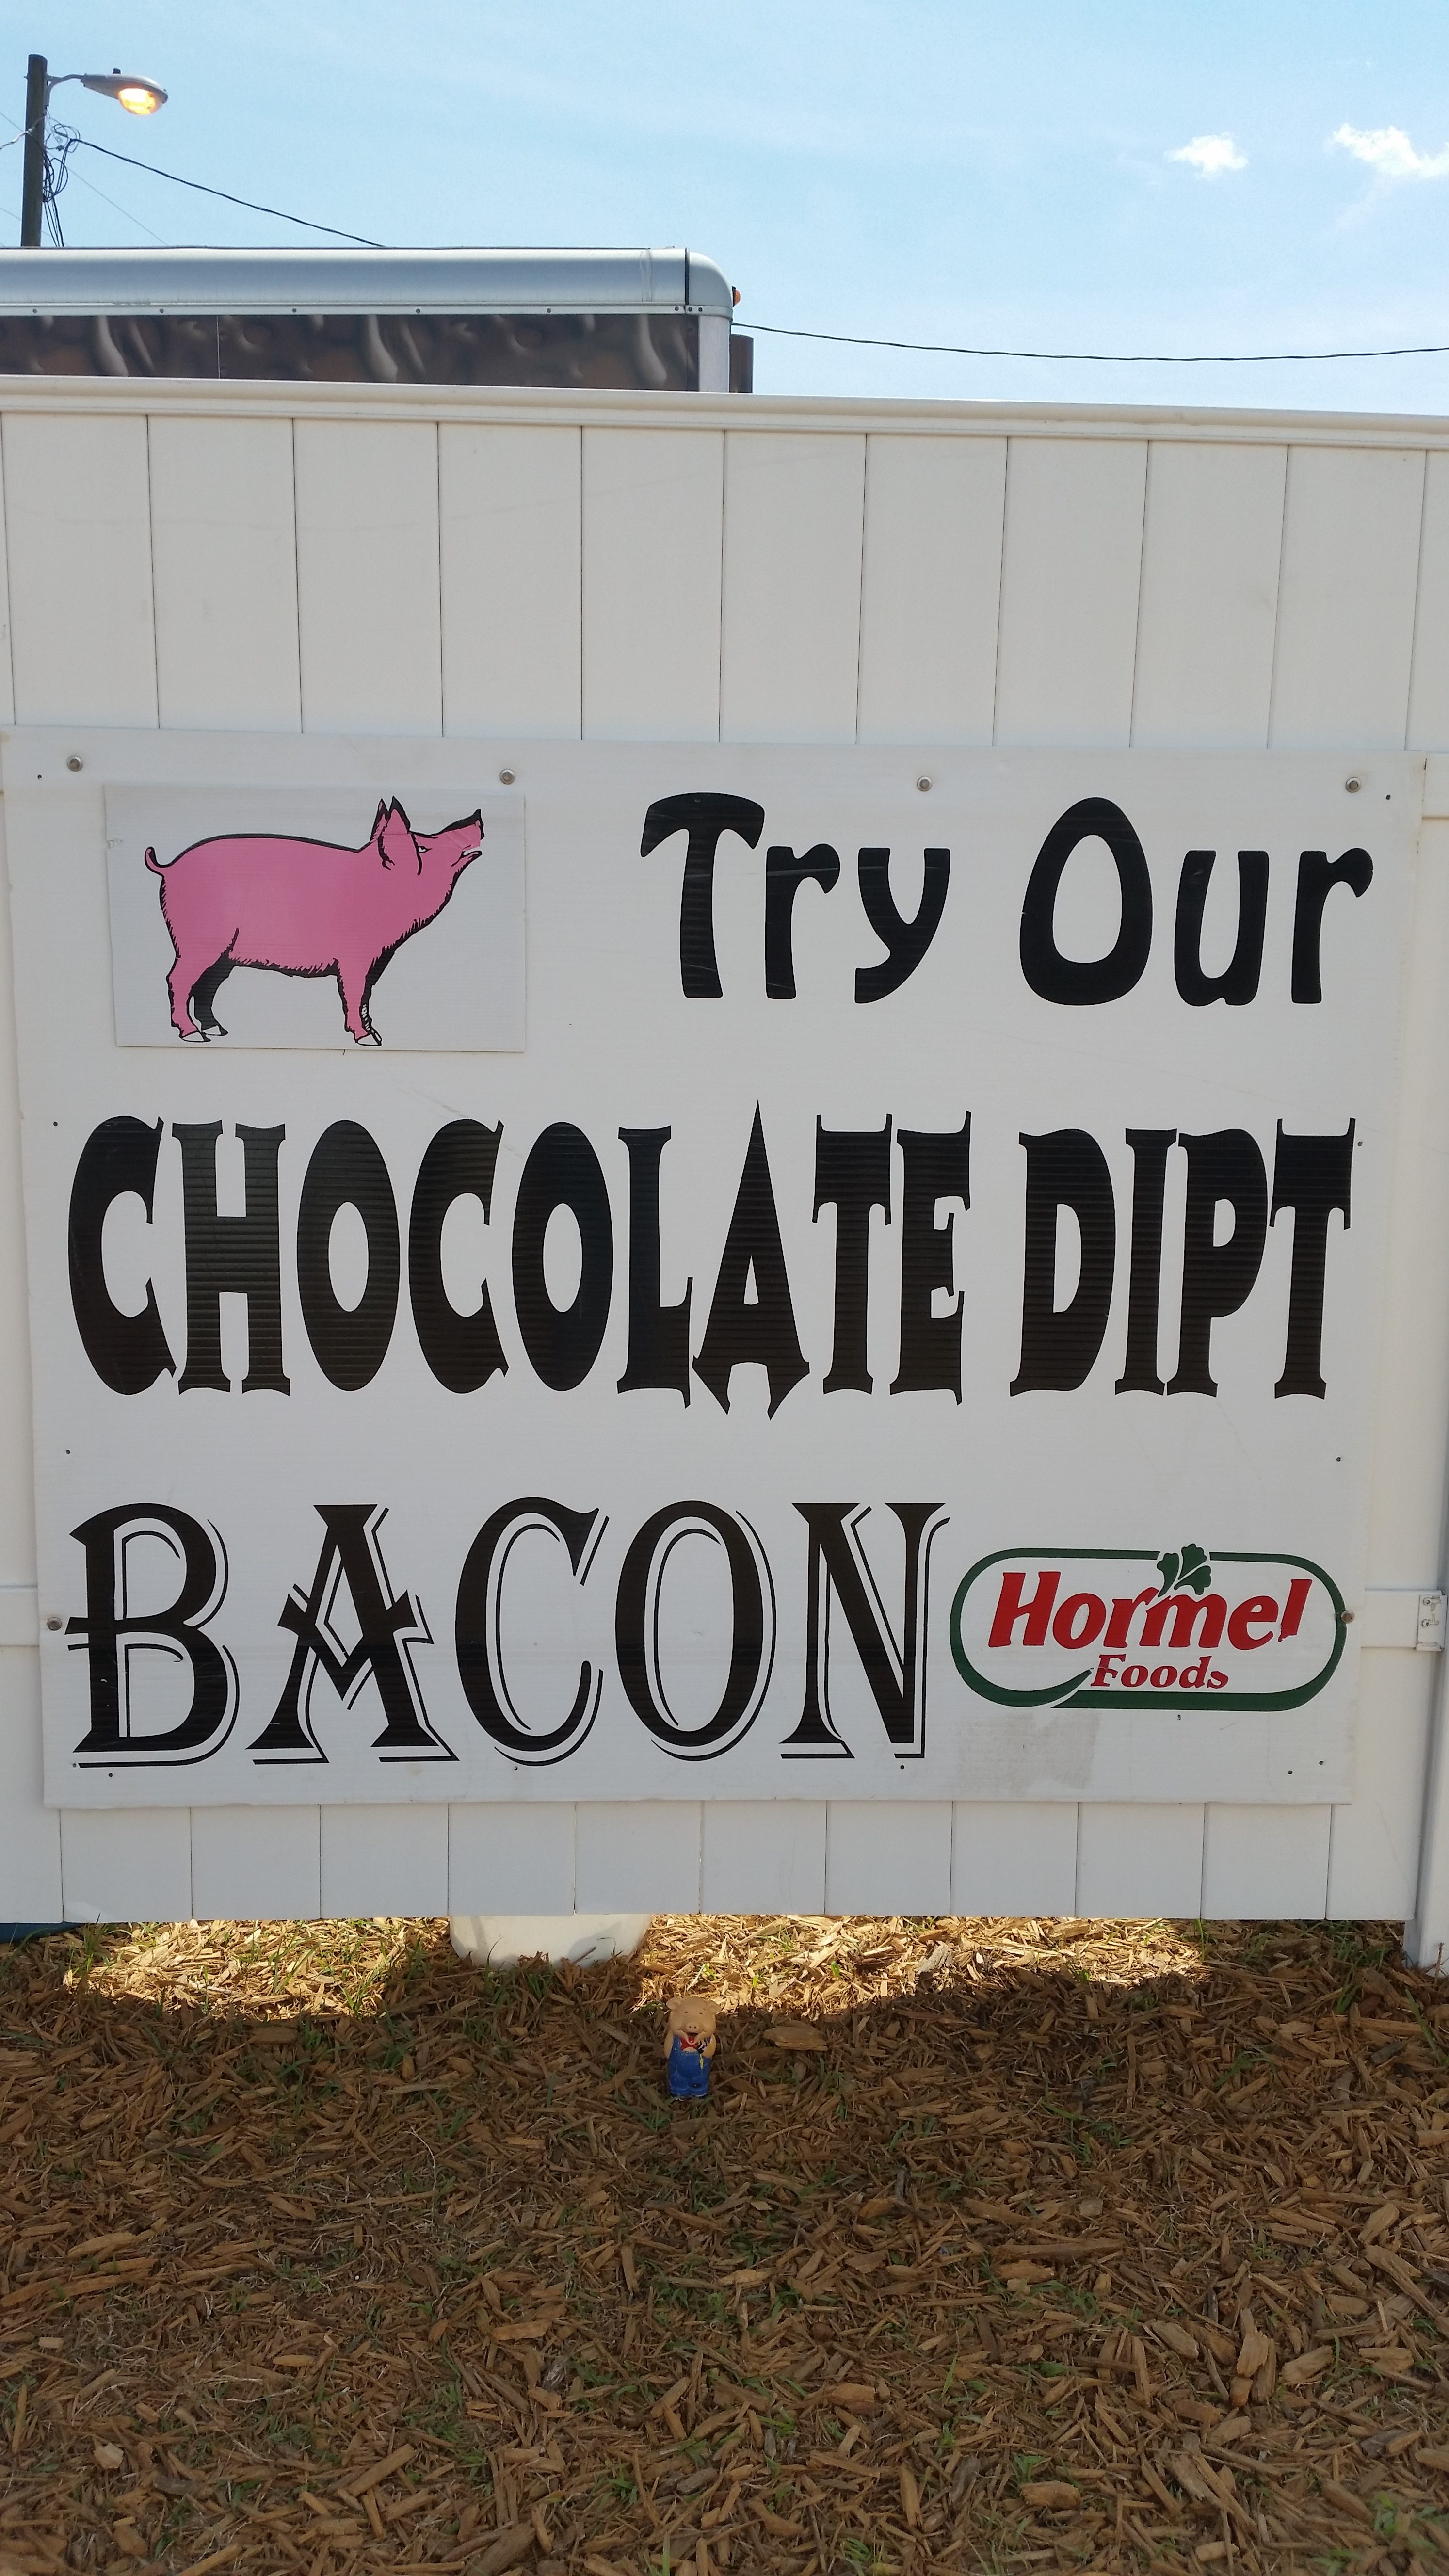 Try Our
CHOCOLATE DIPT
BACON
Hormel
Foods